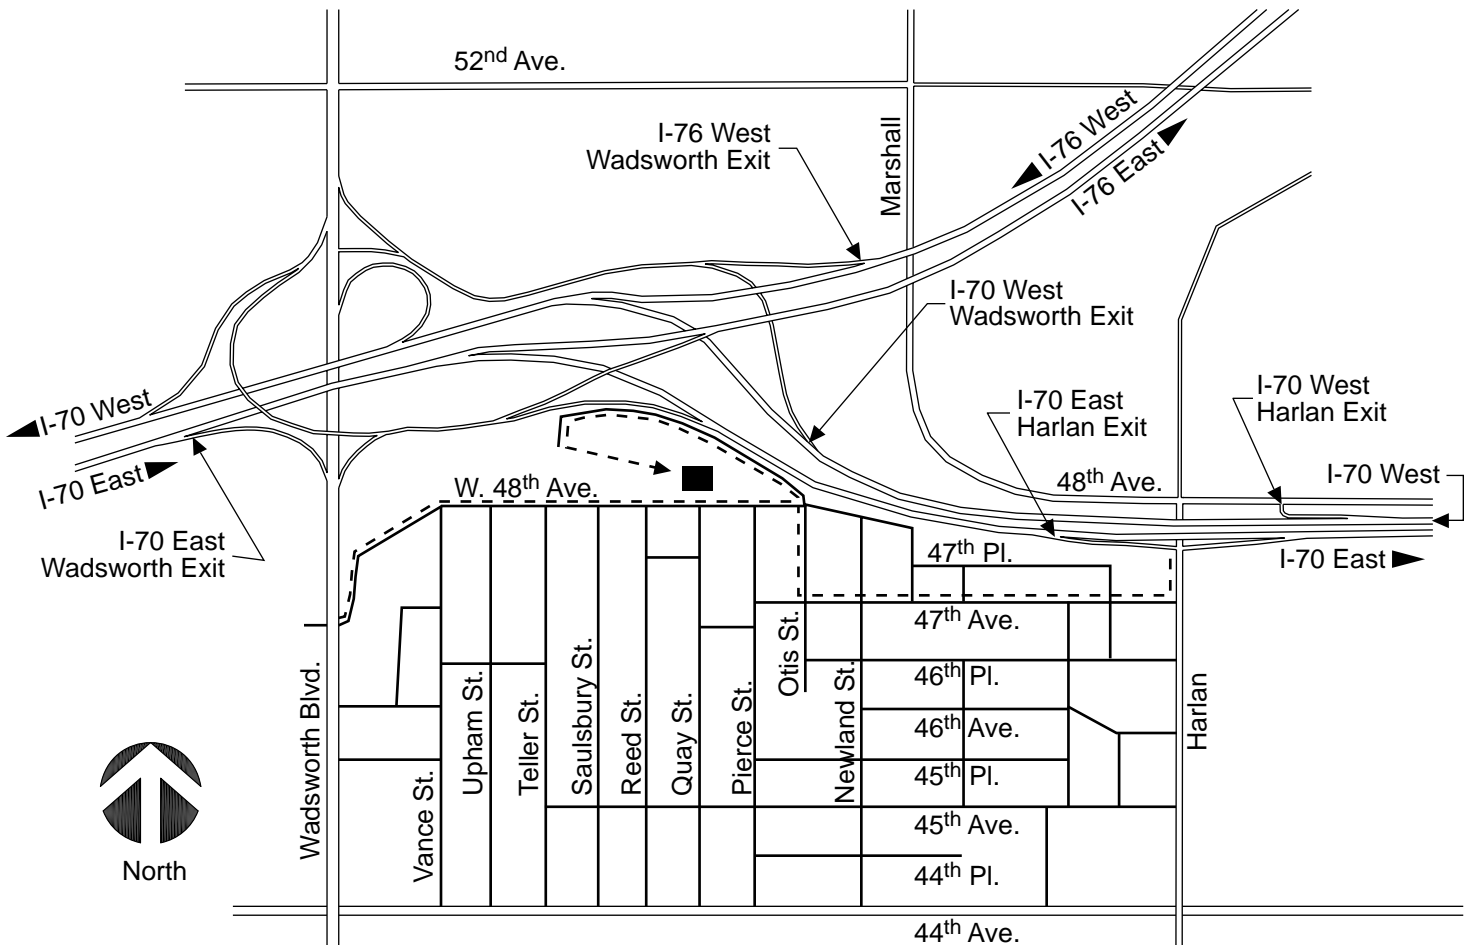 52nd Ave.
I-76 West
Wadsworth Exit
Marshall
I-76 West
I-76 East
I-70 West
Wadsworth Exit
I-70 West
Harlan Exit
I-70 East
Harlan Exit
I-70 West
I-70 West
I-70 East
48th Ave.
W. 48th Ave.
I-70 East
Wadsworth Exit
47th Pl.
I-70 East
47th Ave.
46th Pl.
46th Ave.
45th Pl.
45th Ave.
44th Pl.
44th Ave.
Wadsworth Blvd.
Vance St.
Upham St.
Teller St.
Saulsbury St.
Reed St.
Quay St.
Pierce St.
Otis St.
Newland St.
Harlan
North